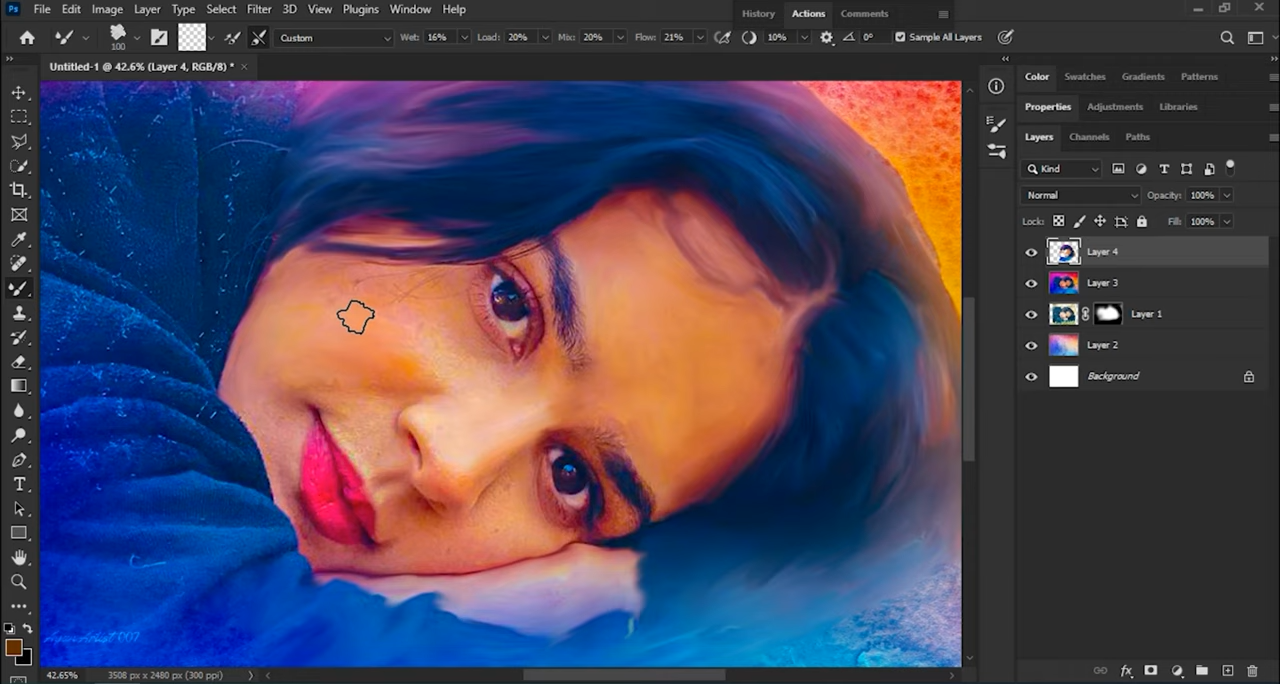 Ps File Edit Image Layer Type Select Filter 3D View Plugins Window Help
History Actions Comments
100 Custom Wet: 16% Load: 20% Mix: 20% Flow: 21% 10% 0° Sample All Layers
Untitled-1 @ 42.6% (Layer 4, RGB/8) * ×
Color Swatches Gradients Patterns
Properties Adjustments Libraries
Layers Channels Paths
Kind
Normal Opacity: 100%
Lock: Fill: 100%
Layer 4
Layer 3
Layer 1
Layer 2
Background
42.65% 3508 px x 2480 px (300 ppi)